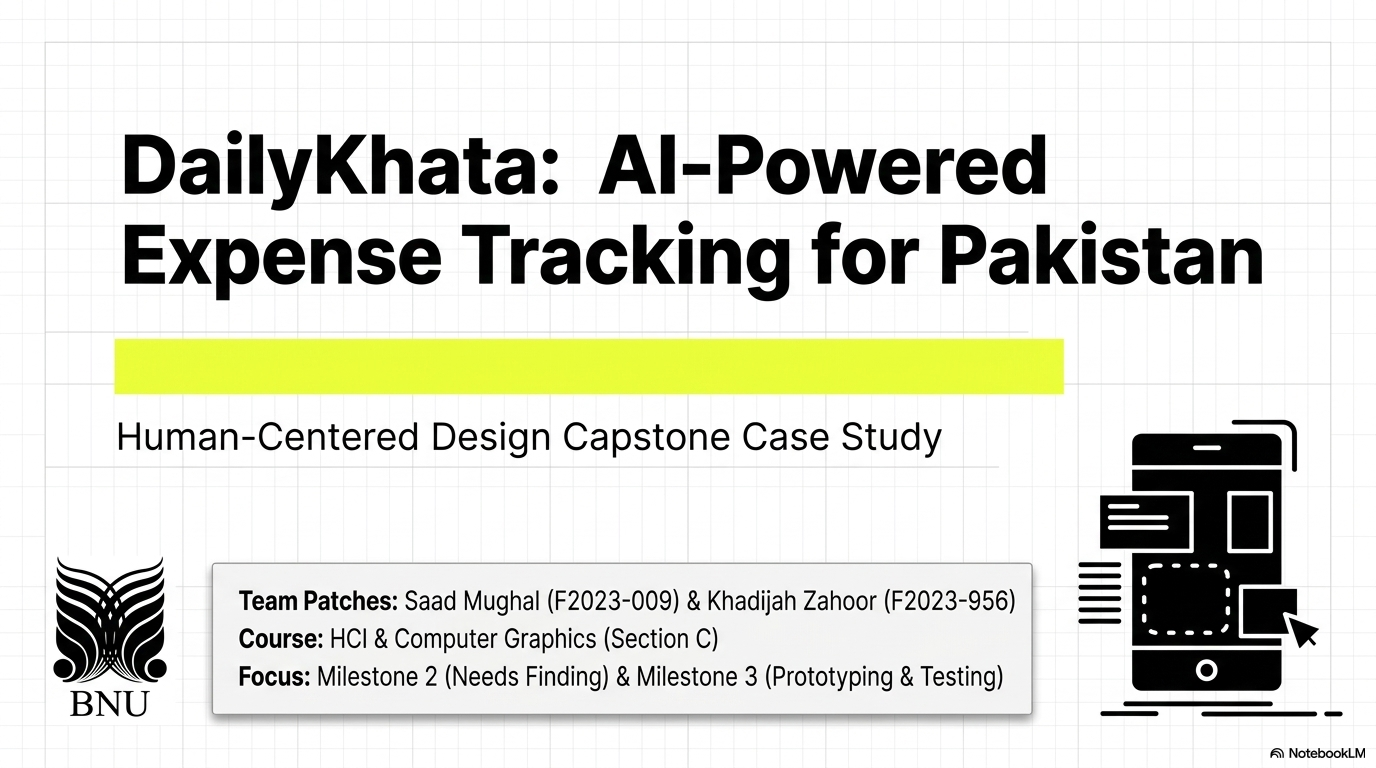 DailyKhata: AI-Powered
Expense Tracking for Pakistan
Human-Centered Design Capstone Case Study
BNU
Team Patches: Saad Mughal (F2023-009) & Khadijah Zahoor (F2023-956)
Course: HCI & Computer Graphics (Section C)
Focus: Milestone 2 (Needs Finding) & Milestone 3 (Prototyping & Testing)
NotebookLM